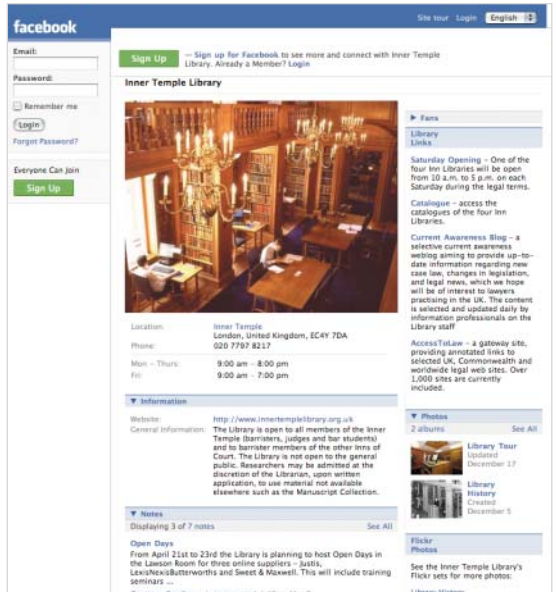 facebook
Site tour Login English
Email:
Password:
Remember me
Login
Forgot Password?
Everyone Can Join
Sign Up
Sign Up
— Sign up for Facebook to see more and connect with Inner Temple
Library. Already a Member? Login
Inner Temple Library
Location: Inner Temple
London, United Kingdom, EC4Y 7DA
Phone: 020 7797 8217
Mon – Thurs: 9:00 am – 8:00 pm
Fri: 9:00 am – 7:00 pm
Information
Website: http://www.innertemplelibrary.org.uk
General Information: The Library is open to all members of the Inner
Temple (barristers, judges and bar students)
and to barrister members of the other Inns of
Court. The Library is not open to the general
public. Researchers may be admitted at the
discretion of the Librarian, upon written
application, to use material not available
elsewhere such as the Manuscript Collection.
Notes
Displaying 3 of 7 notes See All
Open Days
From April 21st to 23rd the Library is planning to host Open Days in
the Lawson Room for three online suppliers – Justis,
LexisNexisButterworths and Sweet & Maxwell. This will include training
seminars ...
Fans
Library
Links
Saturday Opening – One of the
four Inn Libraries will be open
from 10 a.m. to 5 p.m. on each
Saturday during the legal terms.
Catalogue – access the
catalogues of the four Inn
Libraries.
Current Awareness Blog – a
selective current awareness
weblog aiming to provide up-to-
date information regarding new
case law, changes in legislation,
and legal news, which we hope
will be of interest to lawyers
practising in the UK. The content
is selected and updated daily by
information professionals on the
Library staff
AccessToLaw – a gateway site,
providing annotated links to
selected UK, Commonwealth and
worldwide legal web sites. Over
1,000 sites are currently
included.
Photos
2 albums See All
Library Tour
Updated
December 17
Library
History
Created
December 5
Flickr
Photos
See the Inner Temple Library's
Flickr sets for more photos:
Library History